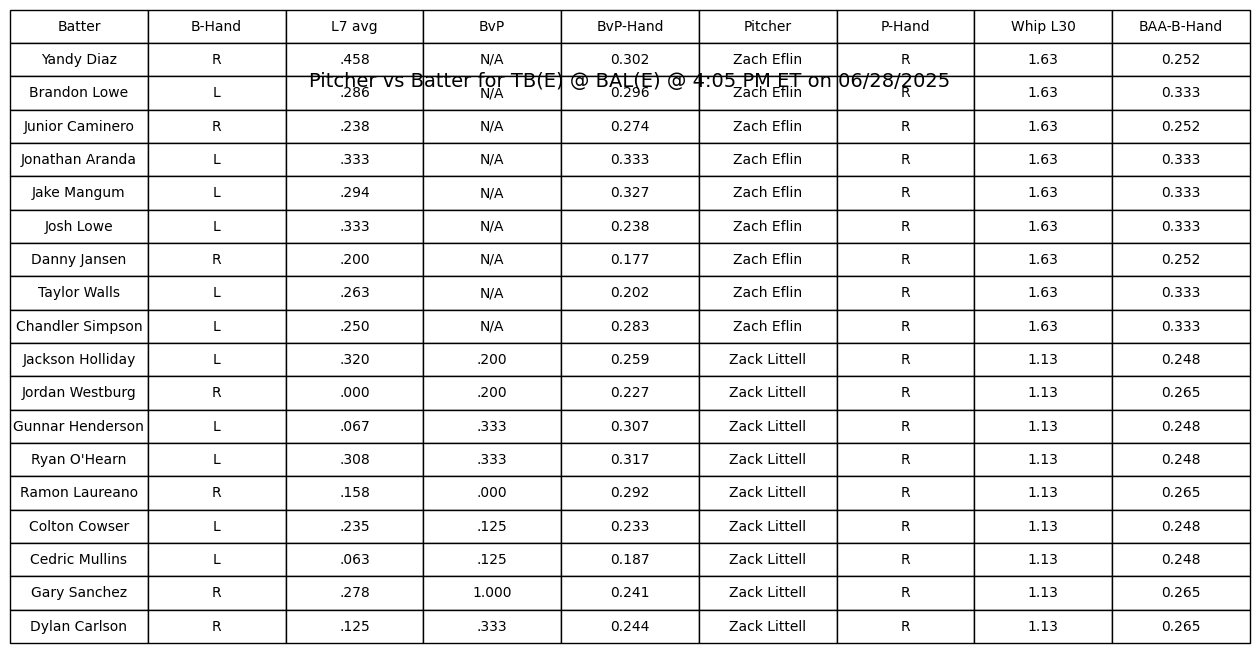 Batter B-Hand L7 avg BvP BvP-Hand Pitcher P-Hand Whip L30 BAA-B-Hand
Yandy Diaz R .458 N/A 0.302 Zach Eflin R 1.63 0.252
Pitcher vs Batter for TB(E) @ BAL(E) @ 4:05 PM ET on 06/28/2025
Brandon Lowe L .286 N/A 0.296 Zach Eflin R 1.63 0.333
Junior Caminero R .238 N/A 0.274 Zach Eflin R 1.63 0.252
Jonathan Aranda L .333 N/A 0.333 Zach Eflin R 1.63 0.333
Jake Mangum L .294 N/A 0.327 Zach Eflin R 1.63 0.333
Josh Lowe L .333 N/A 0.238 Zach Eflin R 1.63 0.333
Danny Jansen R .200 N/A 0.177 Zach Eflin R 1.63 0.252
Taylor Walls L .263 N/A 0.202 Zach Eflin R 1.63 0.333
Chandler Simpson L .250 N/A 0.283 Zach Eflin R 1.63 0.333
Jackson Holliday L .320 .200 0.259 Zack Littell R 1.13 0.248
Jordan Westburg R .000 .200 0.227 Zack Littell R 1.13 0.265
Gunnar Henderson L .067 .333 0.307 Zack Littell R 1.13 0.248
Ryan O'Hearn L .308 .333 0.317 Zack Littell R 1.13 0.248
Ramon Laureano R .158 .000 0.292 Zack Littell R 1.13 0.265
Colton Cowser L .235 .125 0.233 Zack Littell R 1.13 0.248
Cedric Mullins L .063 .125 0.187 Zack Littell R 1.13 0.248
Gary Sanchez R .278 1.000 0.241 Zack Littell R 1.13 0.265
Dylan Carlson R .125 .333 0.244 Zack Littell R 1.13 0.265